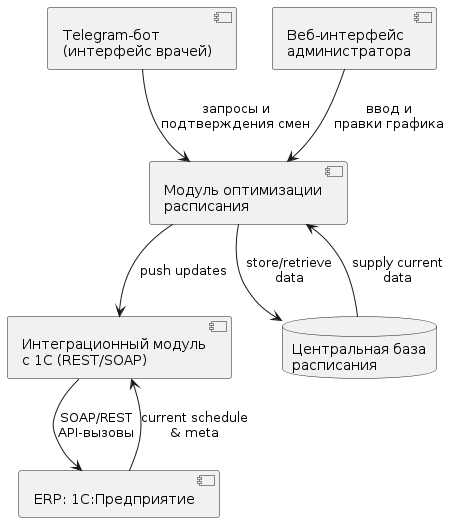 Telegram-бот
(интерфейс врачей)
Веб-интерфейс
администратора
запросы и
подтверждения смен
ввод и
правки графика
Модуль оптимизации
расписания
push updates
store/retrieve
data
supply current
data
Интеграционный модуль
с 1С (REST/SOAP)
Центральная база
расписания
SOAP/REST
API-вызовы
current schedule
& meta
ERP: 1С:Предприятие